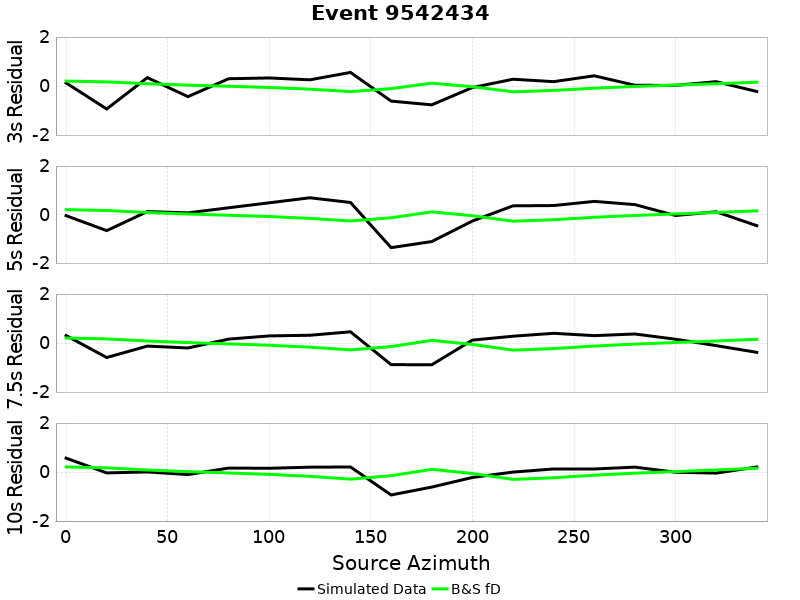 Event 9542434
2
0
-2
3s Residual
2
0
-2
5s Residual
2
0
-2
7.5s Residual
2
0
-2
10s Residual
0 50 100 150 200 250 300
Source Azimuth
Simulated Data B&S fD